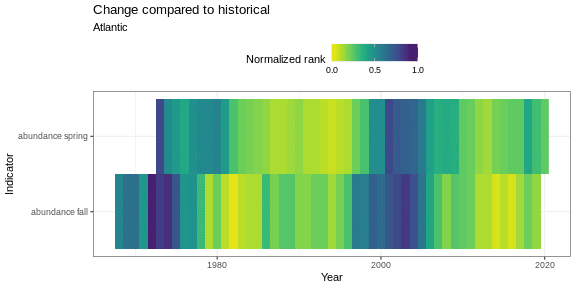 Change compared to historical
Atlantic
Normalized rank
0.0 0.5 1.0
Indicator
abundance spring
abundance fall
1980 2000 2020
Year